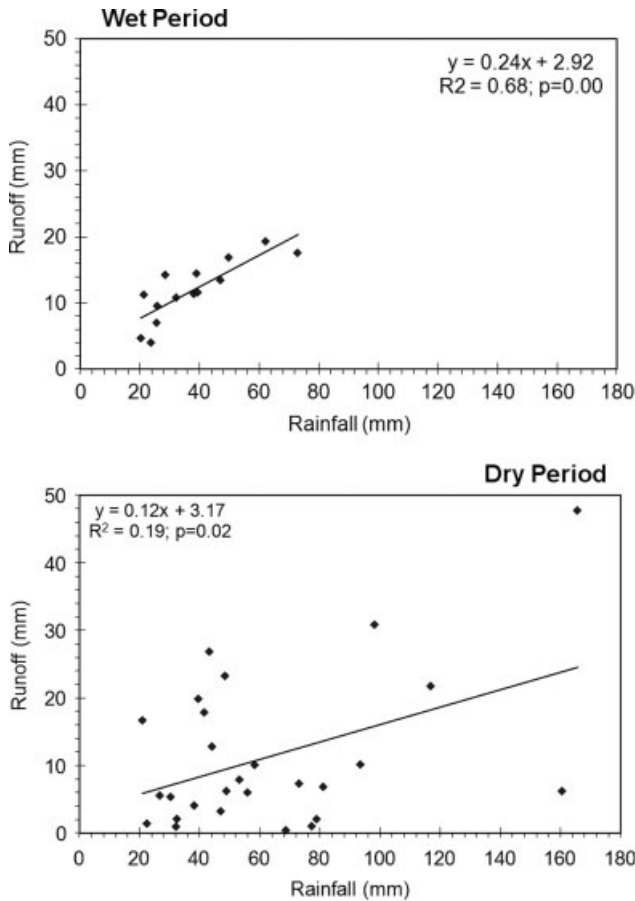 Wet Period
50
40
30
20
10
0
Runoff (mm)
y = 0.24x + 2.92
R2 = 0.68; p=0.00
0 20 40 60 80 100 120 140 160 180
Rainfall (mm)
Dry Period
50
40
30
20
10
0
Runoff (mm)
y = 0.12x + 3.17
R² = 0.19; p=0.02
0 20 40 60 80 100 120 140 160 180
Rainfall (mm)